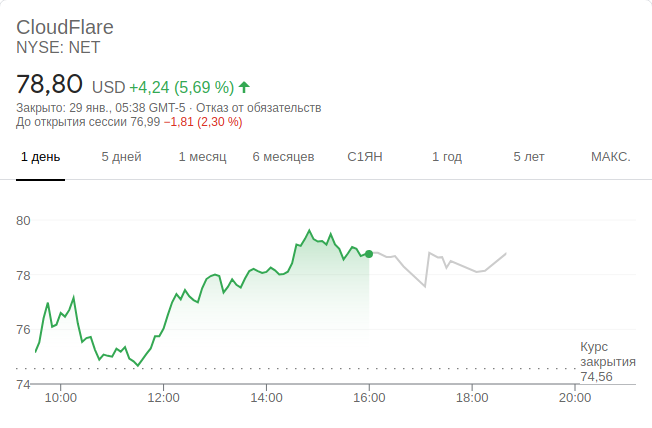 CloudFlare
NYSE: NET
78,80 USD +4,24 (5,69 %)
Закрыто: 29 янв., 05:38 GMT-5 · Отказ от обязательств
До открытия сессии 76,99 −1,81 (2,30 %)
1 день 5 дней 1 месяц 6 месяцев С1ЯН 1 год 5 лет МАКС.
80
78
76
Курс
закрытия
74,56
74
10:00 12:00 14:00 16:00 18:00 20:00